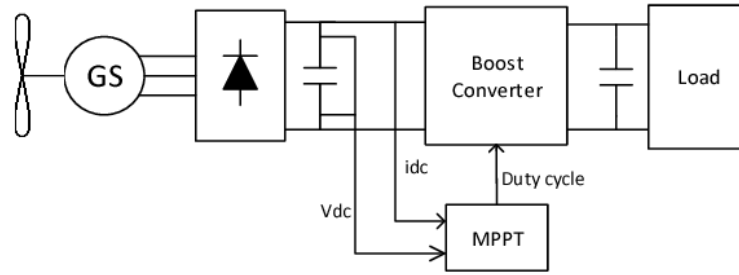 GS
Boost
Converter
Load
idc
Duty cycle
Vdc
MPPT